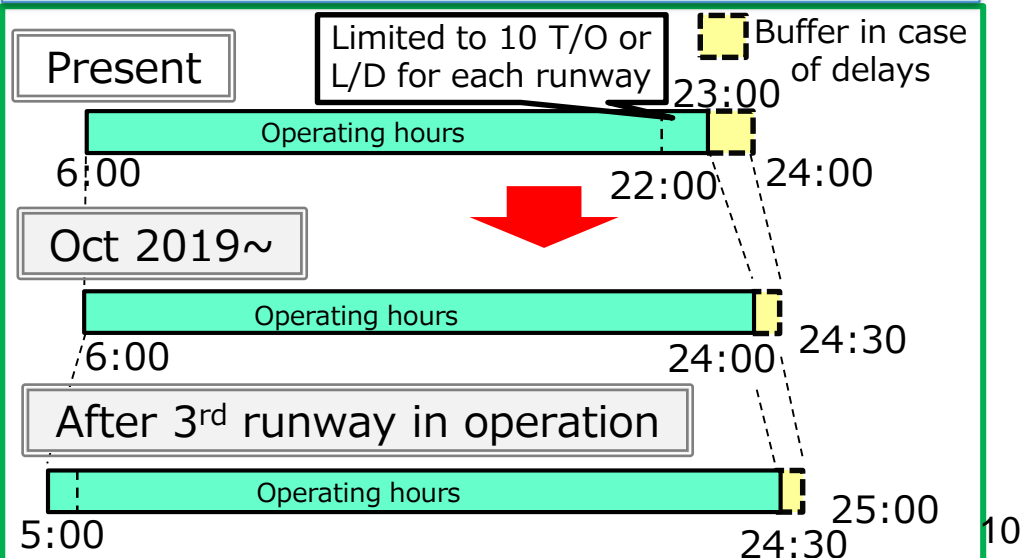 Present
Limited to 10 T/O or
L/D for each runway
Buffer in case
of delays
23:00
Operating hours
6:00
22:00
24:00
Oct 2019~
Operating hours
6:00
24:00
24:30
After 3rd runway in operation
Operating hours
5:00
24:30
25:00
10